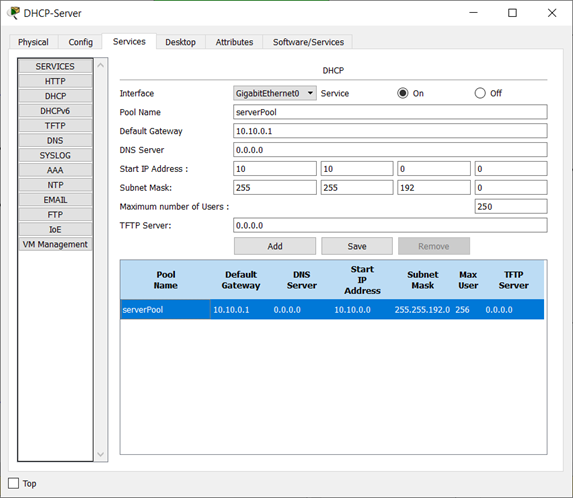 DHCP-Server
Physical Config Services Desktop Attributes Software/Services
SERVICES
HTTP
DHCP
DHCPv6
TFTP
DNS
SYSLOG
AAA
NTP
EMAIL
FTP
IoE
VM Management
DHCP
Interface GigabitEthernet0 Service On Off
Pool Name serverPool
Default Gateway 10.10.0.1
DNS Server 0.0.0.0
Start IP Address : 10 10 0 0
Subnet Mask: 255 255 192 0
Maximum number of Users : 250
TFTP Server: 0.0.0.0
Add Save Remove
Pool Name Default Gateway DNS Server Start IP Address Subnet Mask Max User TFTP Server
serverPool 10.10.0.1 0.0.0.0 10.10.0.0 255.255.192.0 256 0.0.0.0
Top